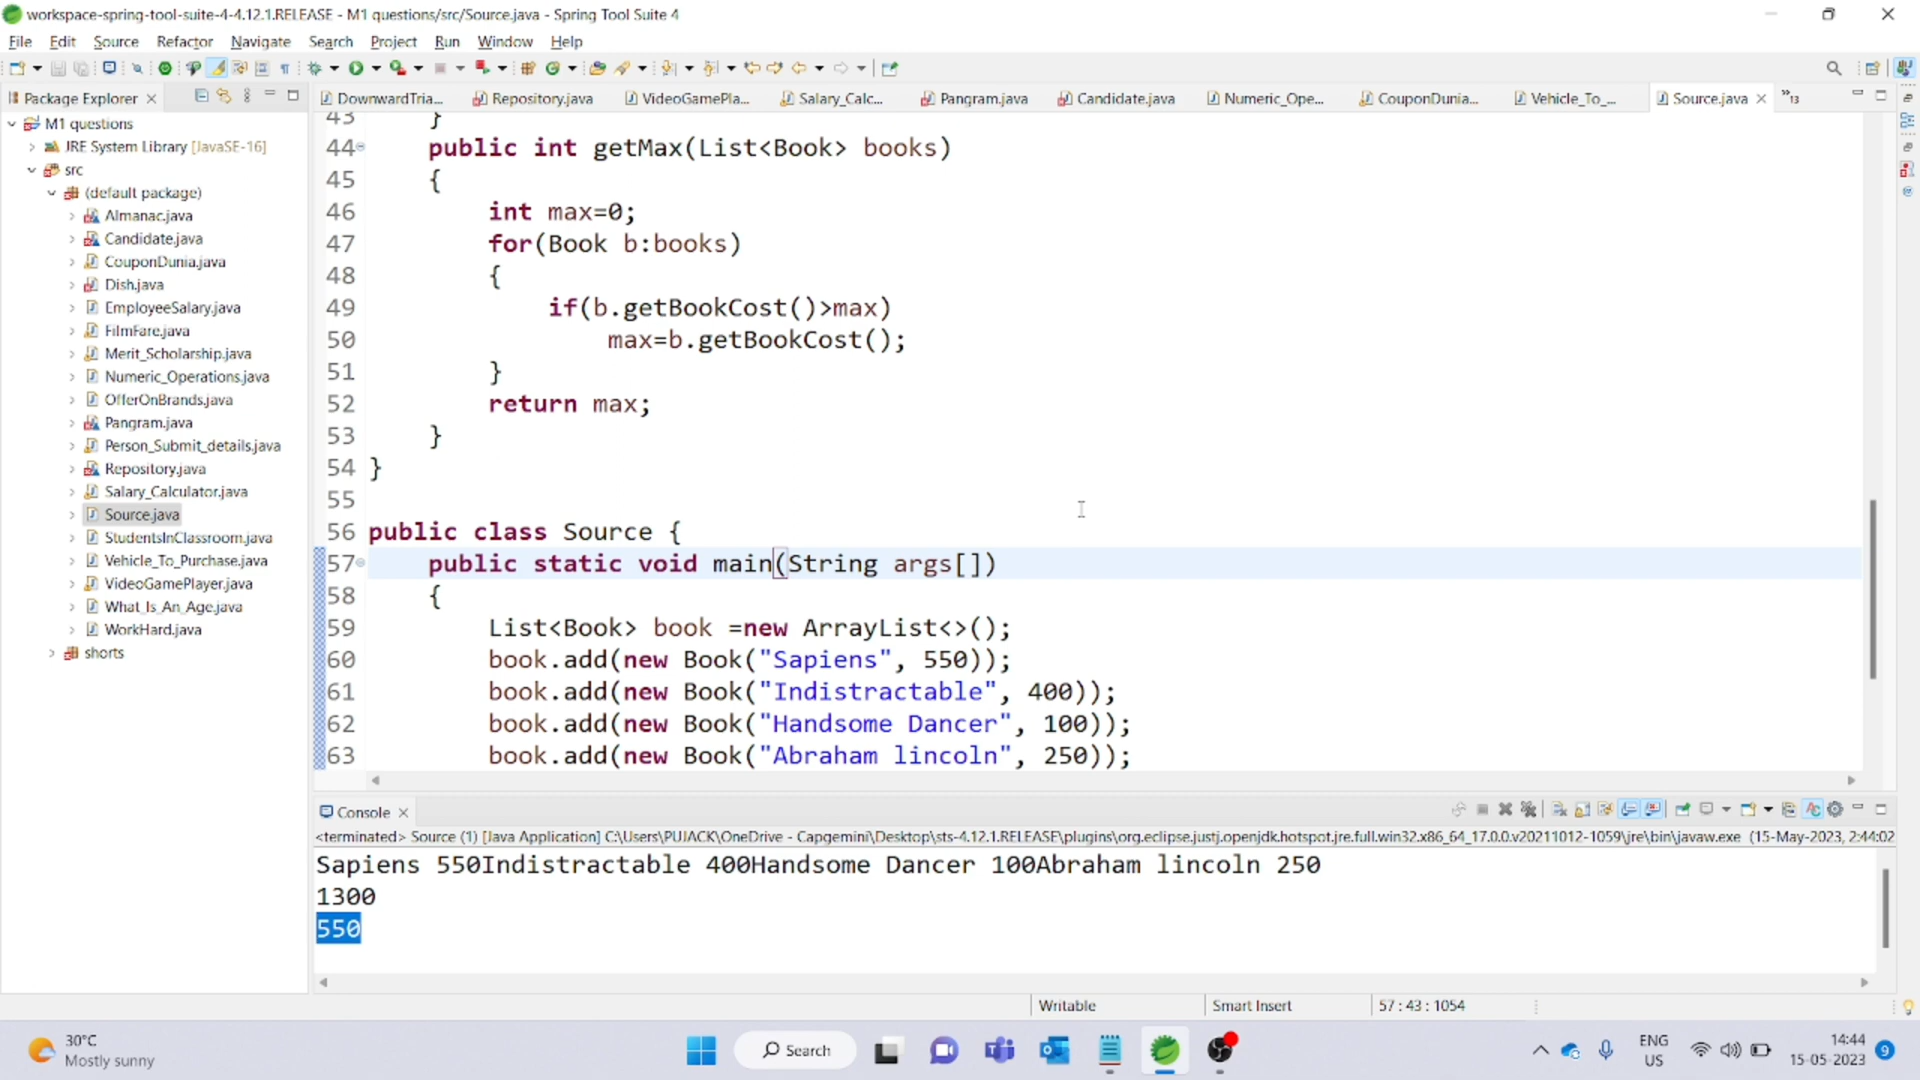 workspace-spring-tool-suite-4-4.12.1.RELEASE - M1 questions/src/Source.java - Spring Tool Suite 4
File Edit Source Refactor Navigate Search Project Run Window Help
Package Explorer
DownwardTria...
Repository.java
VideoGamePla...
Salary_Calc...
Pangram.java
Candidate.java
Numeric_Ope...
CouponDunia...
Vehicle_To_...
Source.java
13
M1 questions
JRE System Library [JavaSE-16]
src
(default package)
Almanac.java
Candidate.java
CouponDunia.java
Dish.java
EmployeeSalary.java
FilmFare.java
Merit_Scholarship.java
Numeric_Operations.java
OfferOnBrands.java
Pangram.java
Person_Submit_details.java
Repository.java
Salary_Calculator.java
Source.java
StudentsInClassroom.java
Vehicle_To_Purchase.java
VideoGamePlayer.java
What_Is_An_Age.java
WorkHard.java
shorts
43 }
44 public int getMax(List<Book> books)
45 {
46 int max=0;
47 for(Book b:books)
48 {
49 if(b.getBookCost()>max)
50 max=b.getBookCost();
51 }
52 return max;
53 }
54 }
55
56 public class Source {
57 public static void main(String args[])
58 {
59 List<Book> book =new ArrayList<>();
60 book.add(new Book("Sapiens", 550));
61 book.add(new Book("Indistractable", 400));
62 book.add(new Book("Handsome Dancer", 100));
63 book.add(new Book("Abraham lincoln", 250));
Console
<terminated> Source (1) [Java Application] C:\Users\PUJACK\OneDrive - Capgemini\Desktop\sts-4.12.1.RELEASE\plugins\org.eclipse.justj.openjdk.hotspot.jre.full.win32.x86_64_17.0.0.v20211012-1059\jre\bin\javaw.exe (15-May-2023, 2:44:02
Sapiens 550Indistractable 400Handsome Dancer 100Abraham lincoln 250
1300
550
Writable
Smart Insert
57 : 43 : 1054
30°C
Mostly sunny
Search
ENG
US
14:44
15-05-2023
9